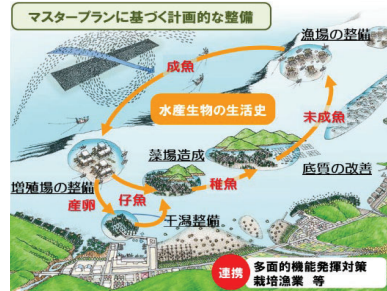 マスタープランに基づく計画的な整備
漁場の整備
成魚
水産生物の生活史
未成魚
藻場造成
底質の改善
稚魚
増殖場の整備
仔魚
産卵
干潟整備
連携
多面的機能発揮対策
栽培漁業 等